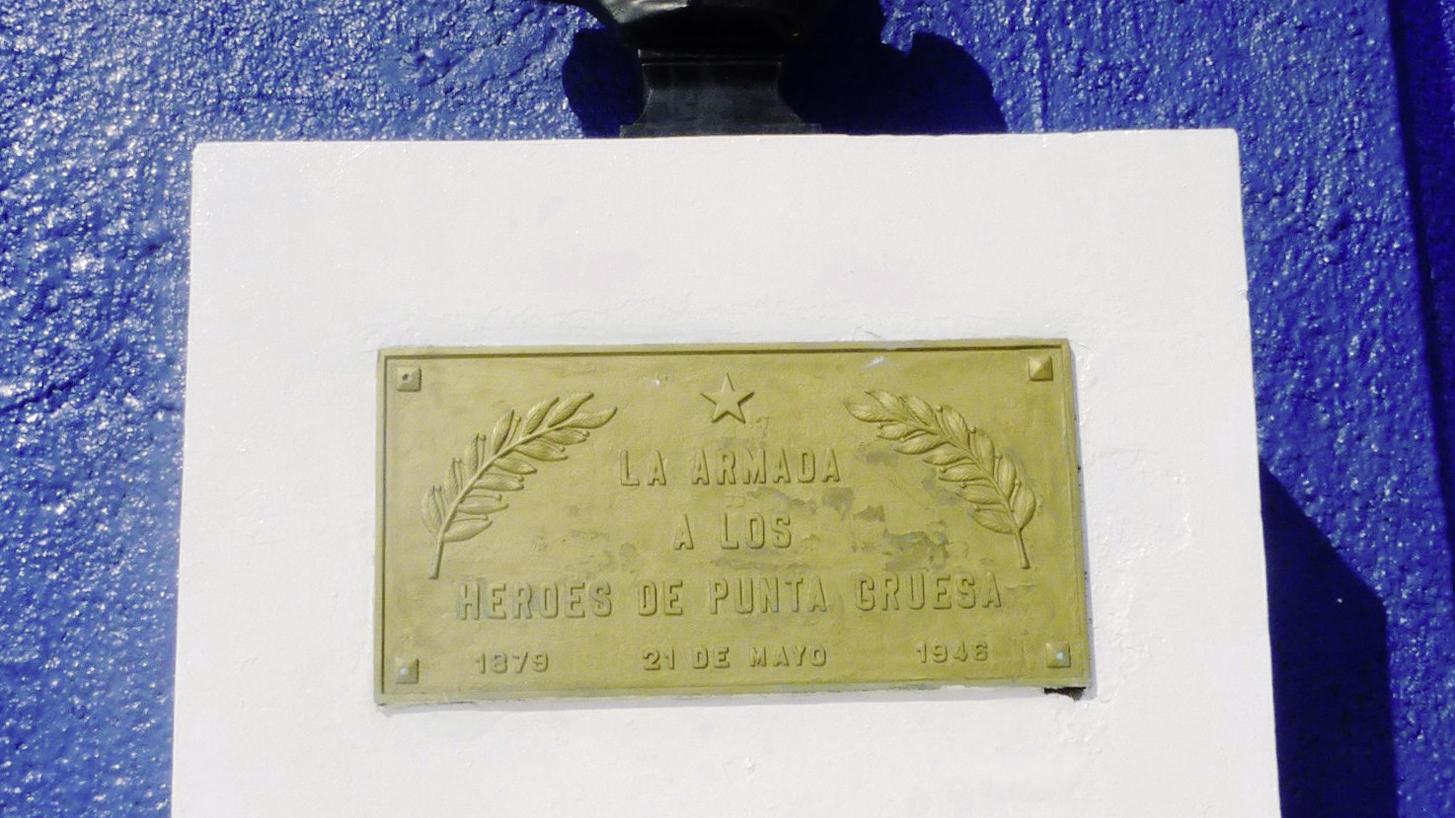 LA ARMADA
A LOS
HEROES DE PUNTA GRUESA
1879 21 DE MAYO 1946